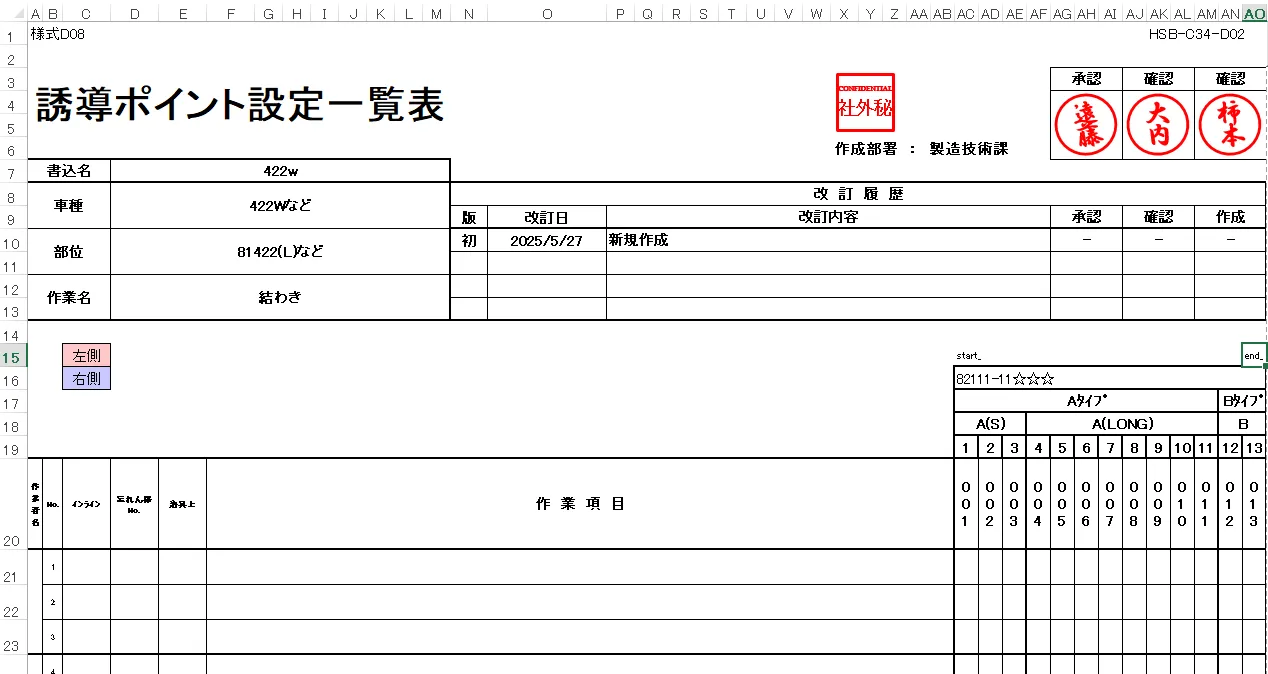 A B C D E F G H I J K L M N O P Q R S T U V W X Y Z AA AB AC AD AE AF AG AH AI AJ AK AL AM AN AO
1 様式D08 HSB-C34-D02
2
3 承認 確認 確認
4 誘導ポイント設定一覧表 CONFIDENTIAL 社外秘 遠藤 大内 柿本
5
6 作成部署 : 製造技術課
7 書込名 422w
8 車種 422Wなど 改訂履歴
9 版 改訂日 改訂内容 承認 確認 作成
10 部位 81422(L)など 初 2025/5/27 新規作成 − − −
11
12 作業名 結わき
13
14
15 左側 start_ end_
16 右側 82111-11☆☆☆
17 Aﾀｲﾌﾟ Bﾀｲﾌﾟ
18 A(S) A(LONG) B
19 1 2 3 4 5 6 7 8 9 10 11 12 13
20 作業者名 No. ｲﾝﾗｲﾝ 忘れん棒No. 治具上 作業項目 001 002 003 004 005 006 007 008 009 010 011 012 013
21 1
22 2
23 3
4